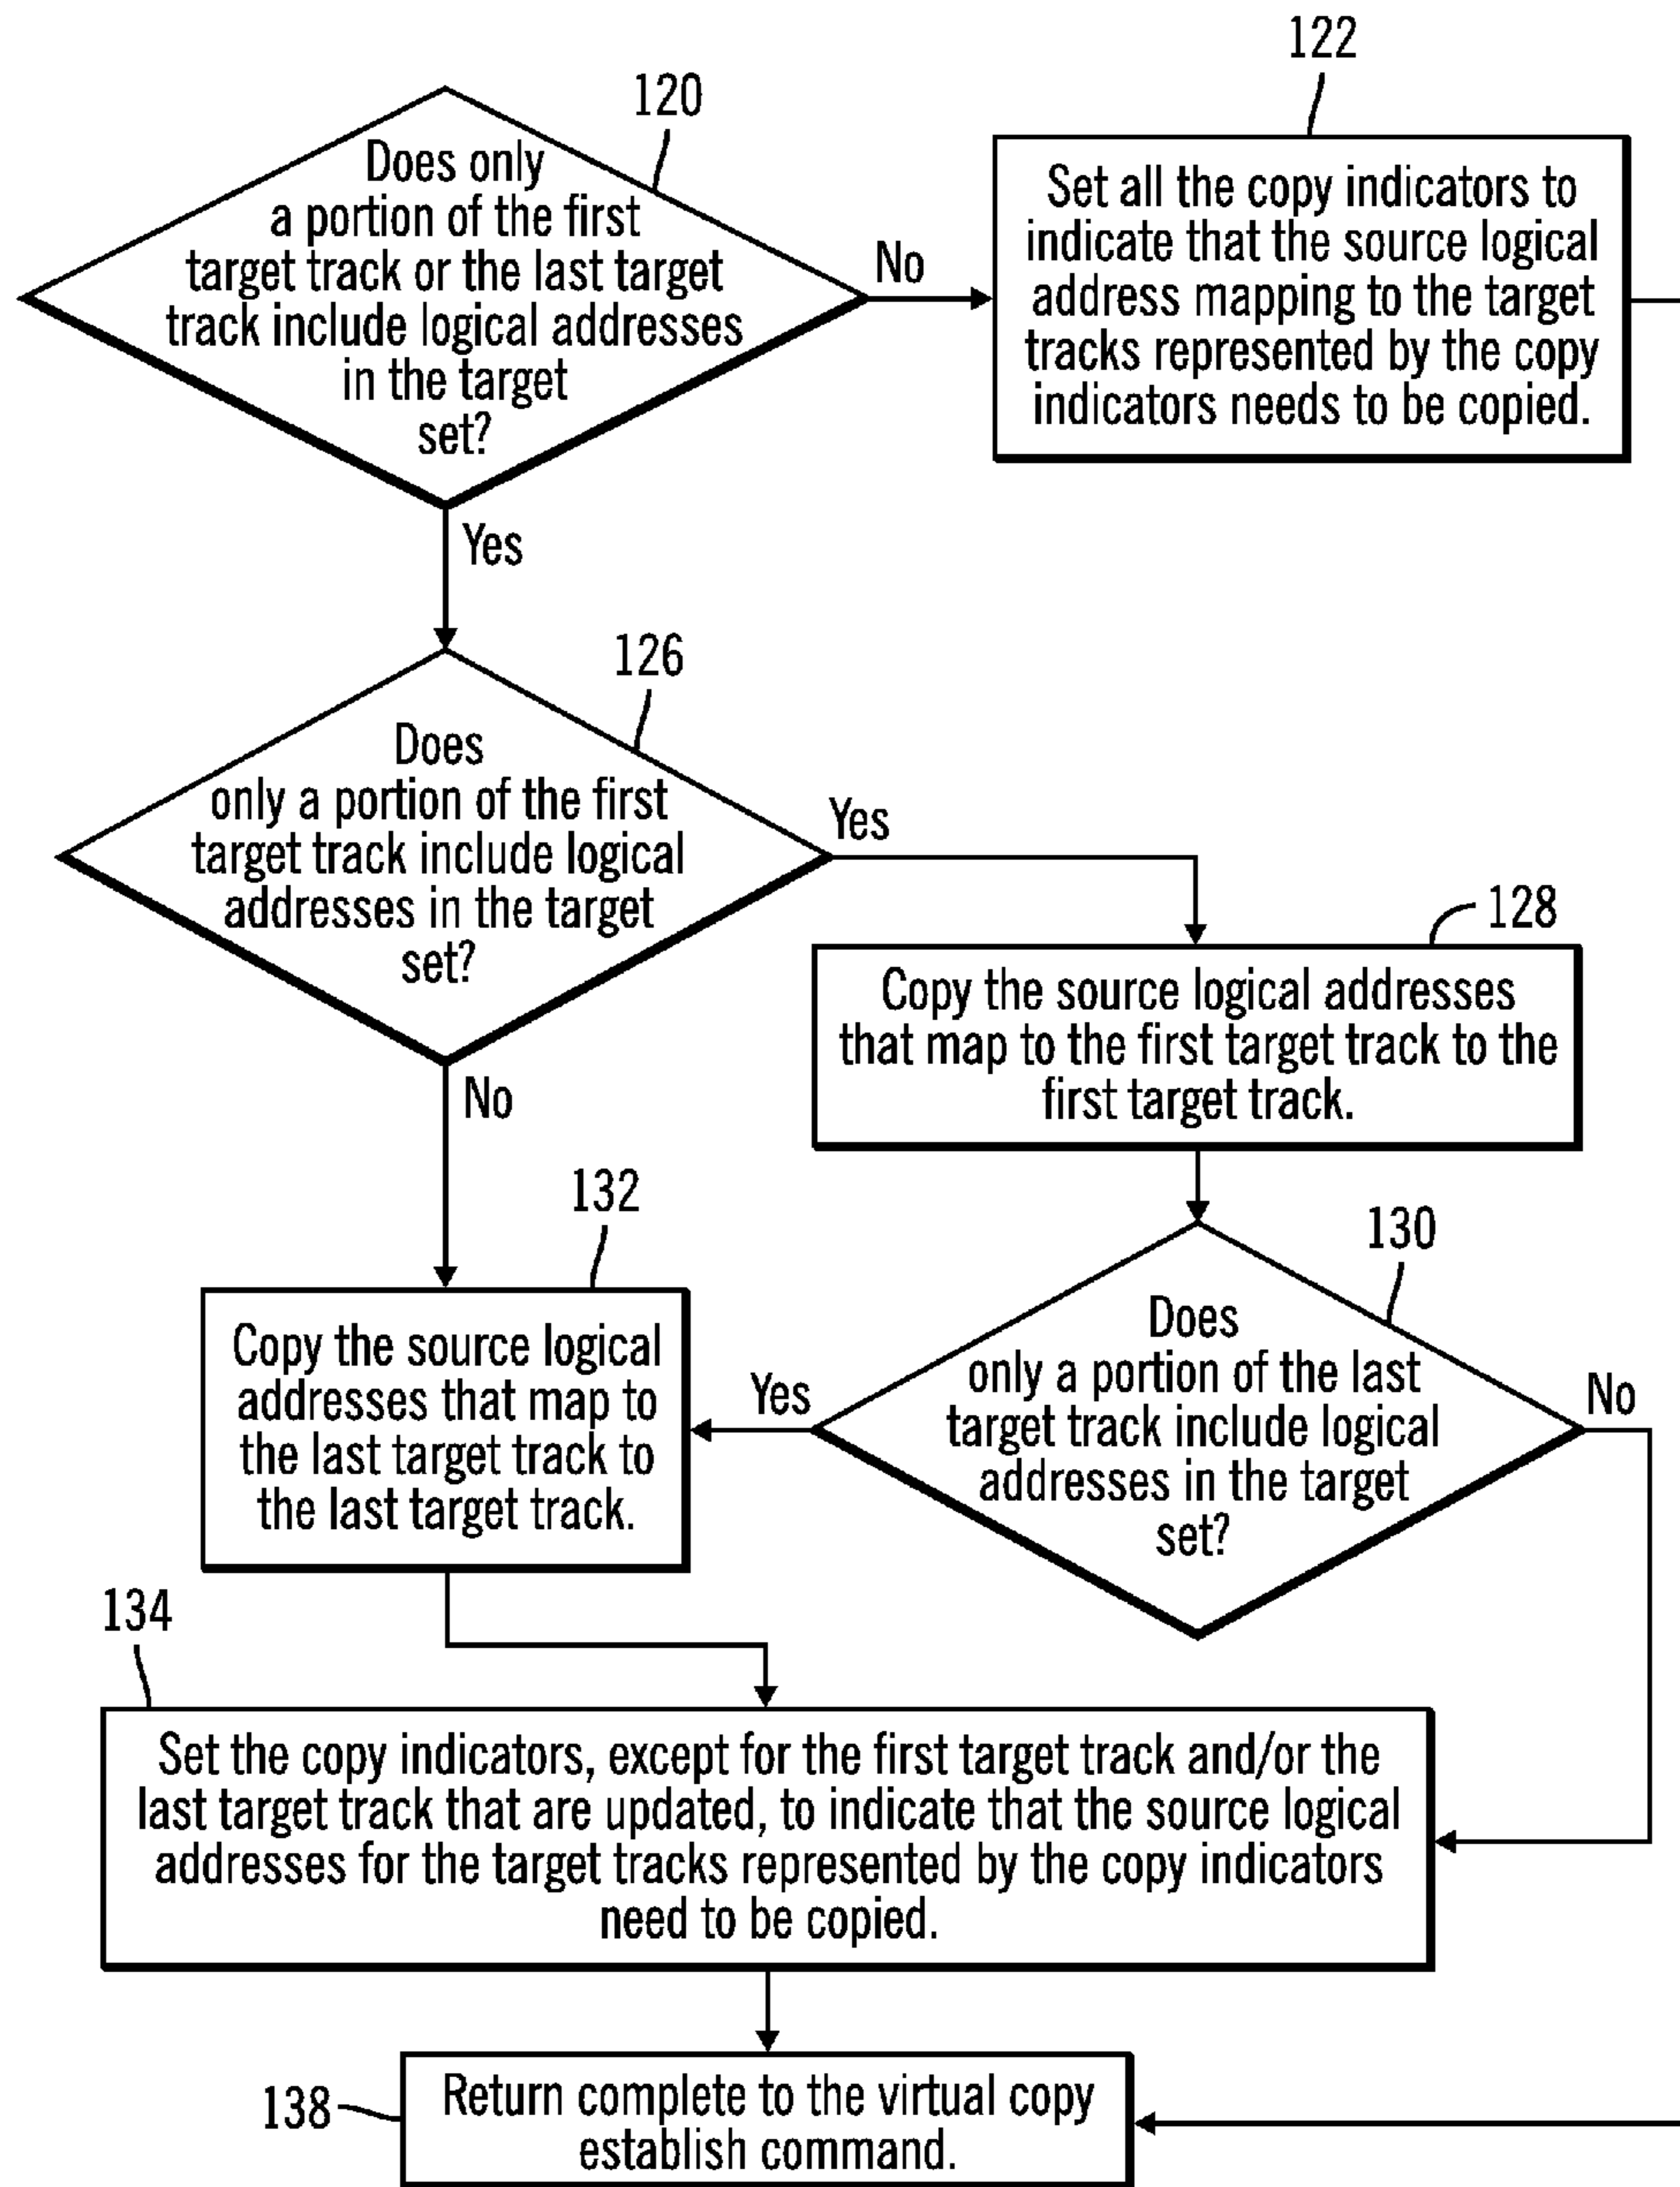 120
Does only
a portion of the first
target track or the last target
track include logical addresses
in the target
set?
No
Yes
122
Set all the copy indicators to
indicate that the source logical
address mapping to the target
tracks represented by the copy
indicators needs to be copied.
126
Does
only a portion of the first
target track include logical
addresses in the target
set?
Yes
No
128
Copy the source logical addresses
that map to the first target track to the
first target track.
130
Does
only a portion of the last
target track include logical
addresses in the target
set?
Yes
No
132
Copy the source logical
addresses that map to
the last target track to
the last target track.
134
Set the copy indicators, except for the first target track and/or the
last target track that are updated, to indicate that the source logical
addresses for the target tracks represented by the copy indicators
need to be copied.
138
Return complete to the virtual copy
establish command.